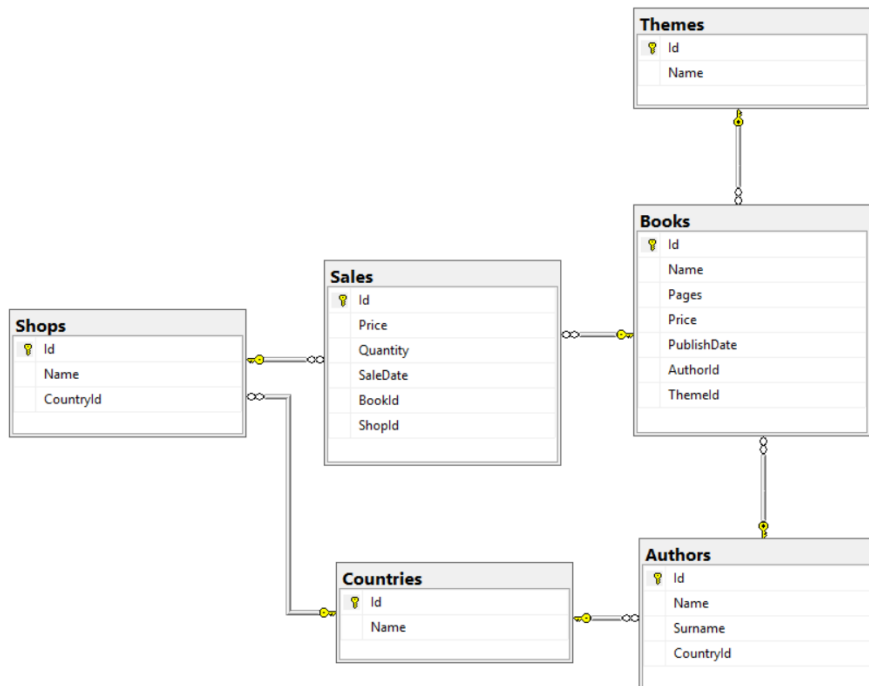 Themes
Id
Name
Books
Id
Name
Pages
Price
PublishDate
AuthorId
ThemeId
Sales
Id
Price
Quantity
SaleDate
BookId
ShopId
Shops
Id
Name
CountryId
Countries
Id
Name
Authors
Id
Name
Surname
CountryId